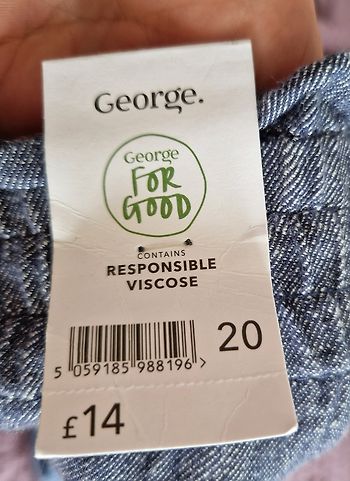 George.
George
FOR
GOOD
CONTAINS
RESPONSIBLE
VISCOSE
20
5 059185 988196 >
£14